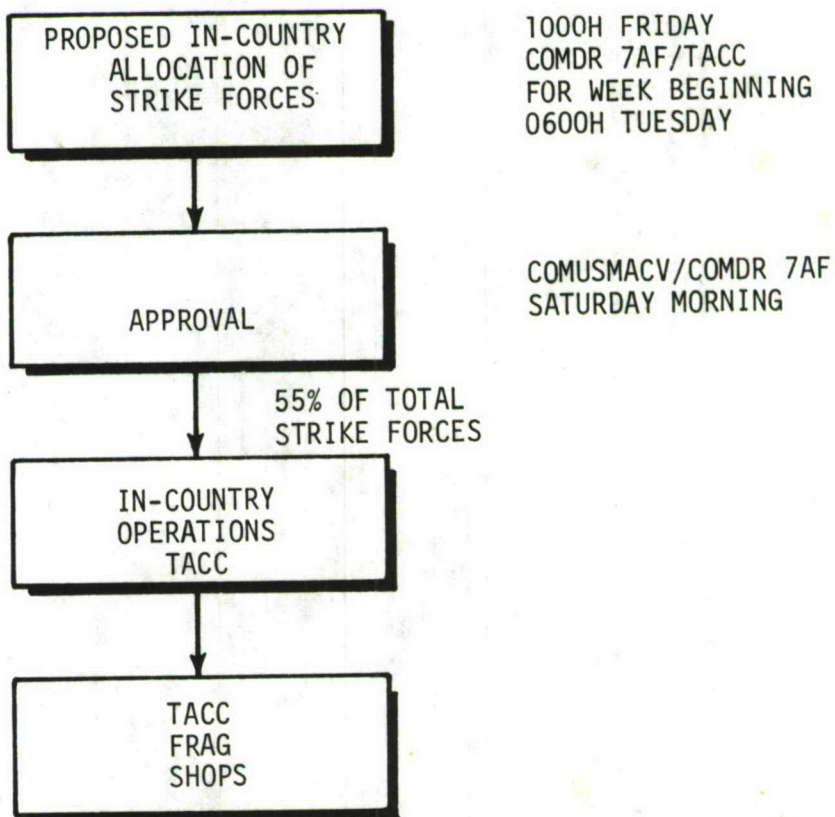 PROPOSED IN-COUNTRY
ALLOCATION OF
STRIKE FORCES
1000H FRIDAY
COMDR 7AF/TACC
FOR WEEK BEGINNING
0600H TUESDAY
APPROVAL
COMUSMACV/COMDR 7AF
SATURDAY MORNING
55% OF TOTAL
STRIKE FORCES
IN-COUNTRY
OPERATIONS
TACC
TACC
FRAG
SHOPS